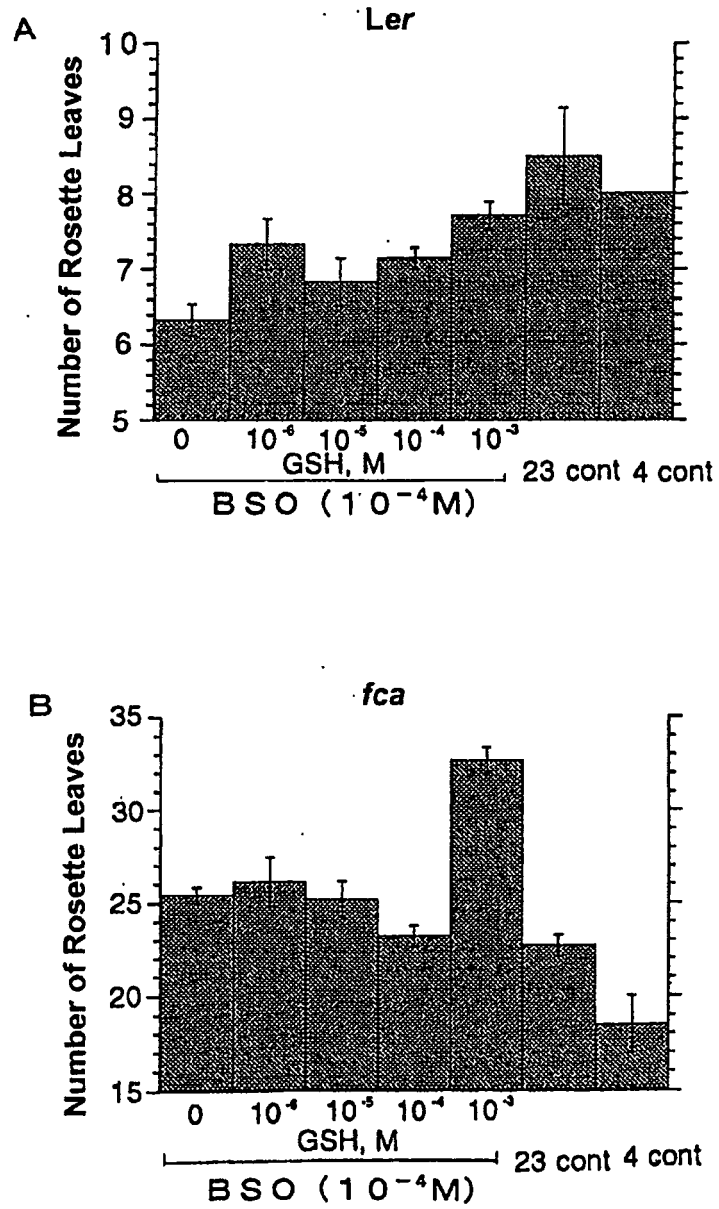 A
Ler
Number of Rosette Leaves
10
9
8
7
6
5
0 10⁻⁶ 10⁻⁵ 10⁻⁴ 10⁻³
GSH, M
23 cont 4 cont
BSO (10⁻⁴M)
B
fca
Number of Rosette Leaves
35
30
25
20
15
0 10⁻⁶ 10⁻⁵ 10⁻⁴ 10⁻³
GSH, M
23 cont 4 cont
BSO (10⁻⁴M)